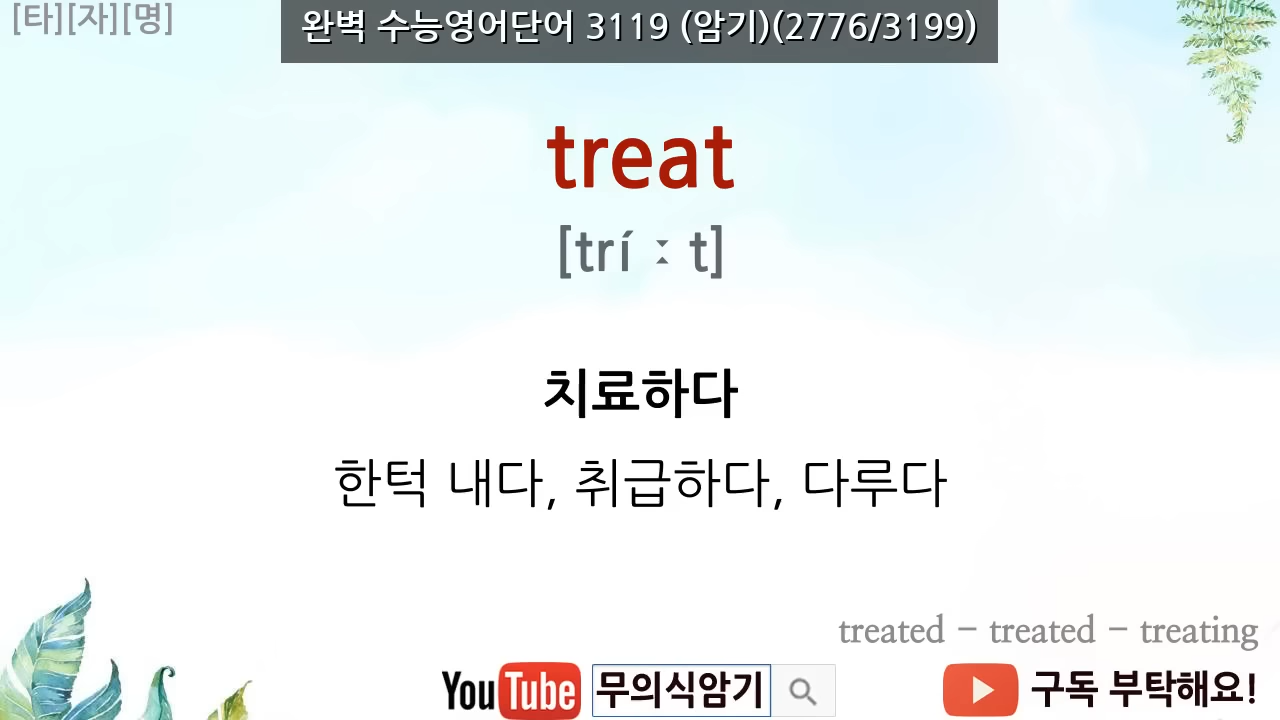 [타][자][명]
완벽 수능영어단어 3119 (암기)(2776/3199)
treat
[trí ː t]
치료하다
한턱 내다, 취급하다, 다루다
treated - treated - treating
YouTube 무의식암기
구독 부탁해요!